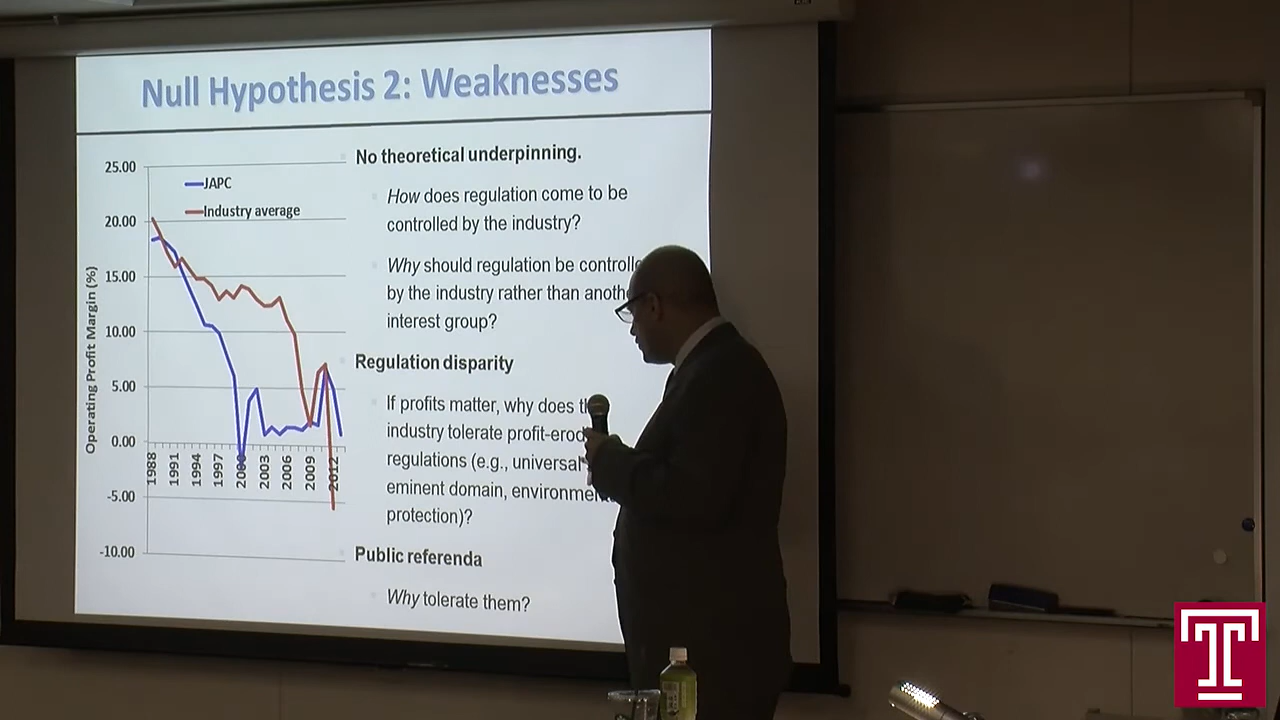 Null Hypothesis 2: Weaknesses
25.00
20.00
15.00
10.00
5.00
0.00
-5.00
-10.00
Operating Profit Margin (%)
JAPC
Industry average
1988
1991
1994
1997
2003
2006
2009
2012
No theoretical underpinning.
How does regulation come to be
controlled by the industry?
Why should regulation be
by the industry rather than
interest group?
Regulation disparity
If profits matter, why does
industry tolerate
regulations (e.g., universal
eminent domain,
protection)?
Public referenda
Why tolerate them?
T